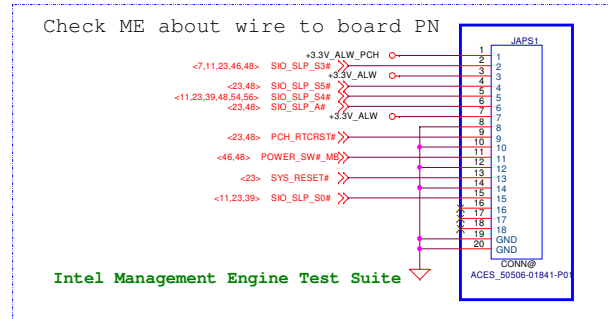 Check ME about wire to board PN
JAPS1
+3.3V_ALW_PCH 1 1
<7,11,23,46,48> SIO_SLP_S3# 2 2
+3.3V_ALW 3 3
<23,48> SIO_SLP_S5# 4 4
<11,23,39,48,54,56> SIO_SLP_S4# 5 5
<23,48> SIO_SLP_A# 6 6
+3.3V_ALW 7 7
8 8
<23,48> PCH_RTCRST# 9 9
10 10
<46,48> POWER_SW#_MB 11 11
12 12
<23> SYS_RESET# 13 13
14 14
<11,23,39> SIO_SLP_S0# 15 15
16 16
17 17
18 18
19 GND
20 GND
CONN@
Intel Management Engine Test Suite
ACES_50506-01841-P01